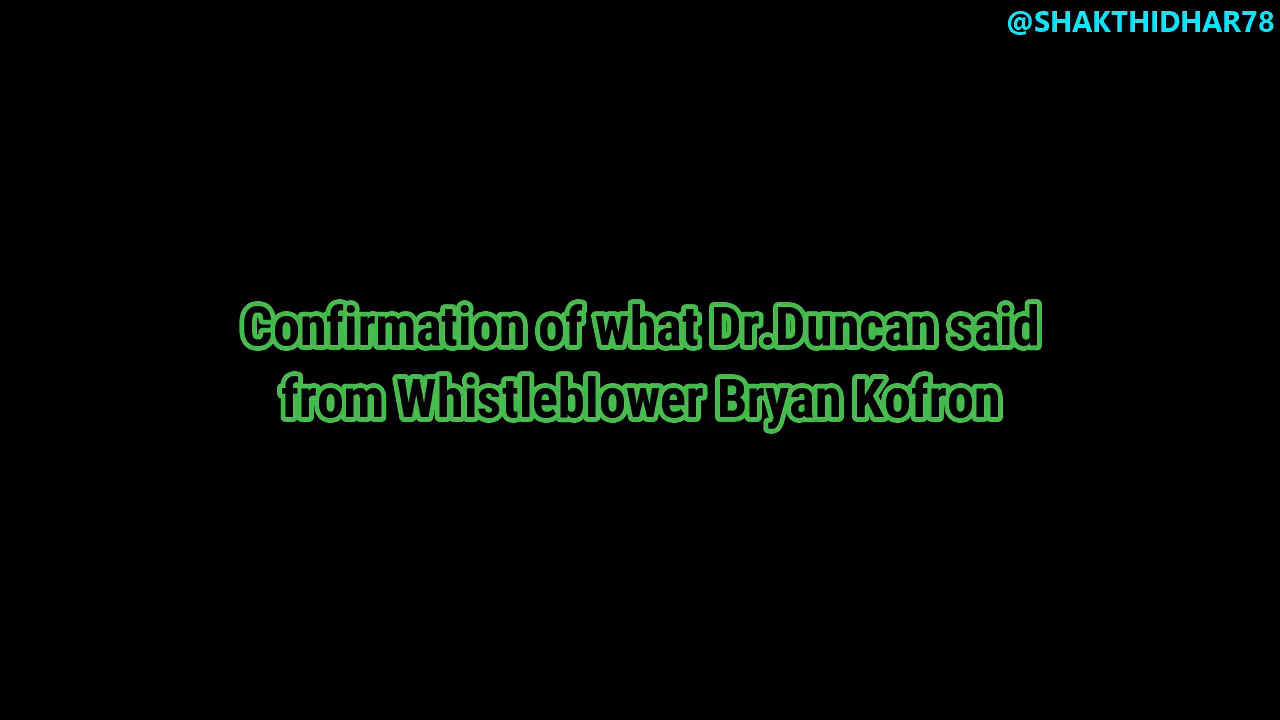 @SHAKTHIDHAR78
Confirmation of what Dr.Duncan said
from Whistleblower Bryan Kofron